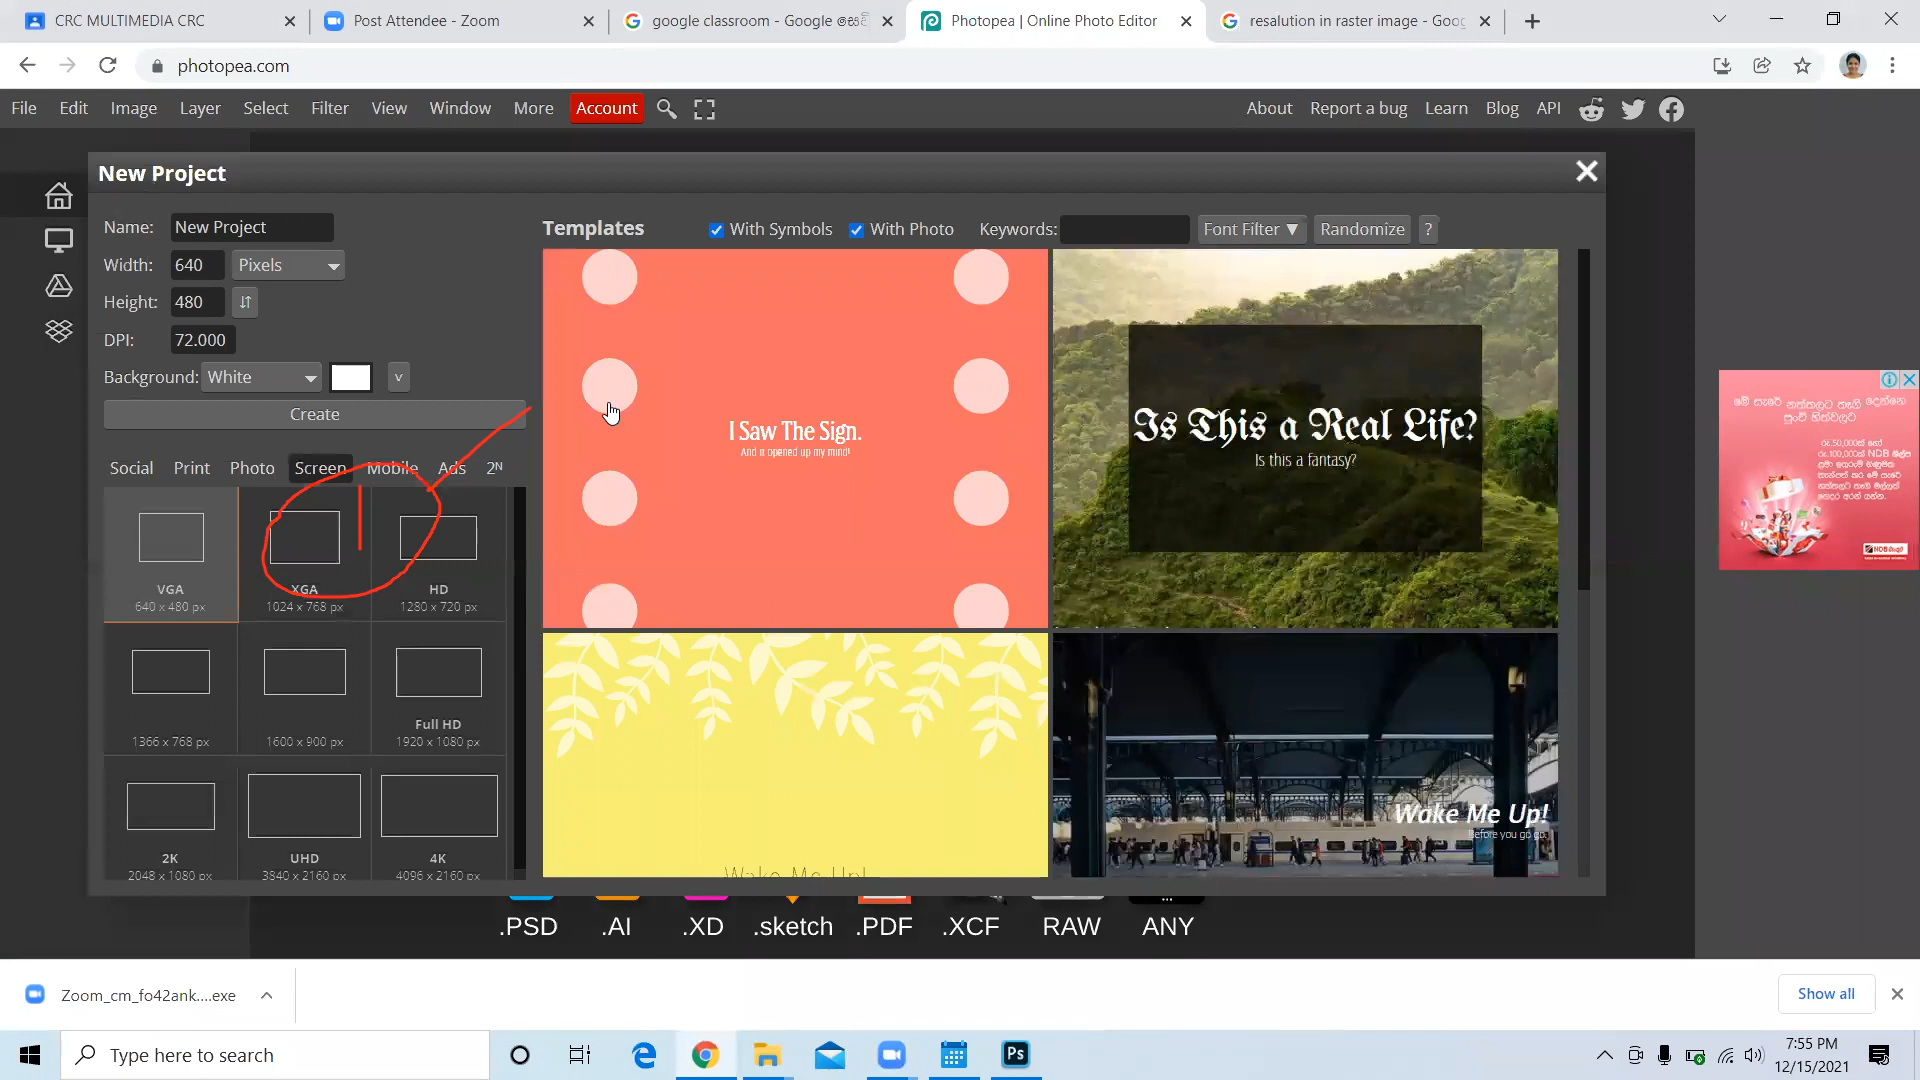 CRC MULTIMEDIA CRC
Post Attendee - Zoom
google classroom - Google
Photopea | Online Photo Editor
resalution in raster image - Goo
photopea.com
File Edit Image Layer Select Filter View Window More Account
About Report a bug Learn Blog API
New Project
Name: New Project
Width: 640 Pixels
Height: 480
DPI: 72.000
Background: White v
Create
Social Print Photo Screen Mobile Ads 2ᴺ
VGA XGA HD
640 x 480 px 1024 x 768 px 1280 x 720 px
Full HD
1366 x 768 px 1600 x 900 px 1920 x 1080 px
2K UHD 4K
2048 x 1080 px 3840 x 2160 px 4096 x 2160 px
Templates With Symbols With Photo Keywords: Font Filter ▼ Randomize ?
I Saw The Sign.
And it opened up my mind!
Is This a Real Life?
Is this a fantasy?
Wake Me Up!
Wake Me Up!
Before you go go.
.PSD .AI .XD .sketch .PDF .XCF RAW ANY
Zoom_cm_fo42ank....exe
Show all
Type here to search
Ps
7:55 PM
12/15/2021